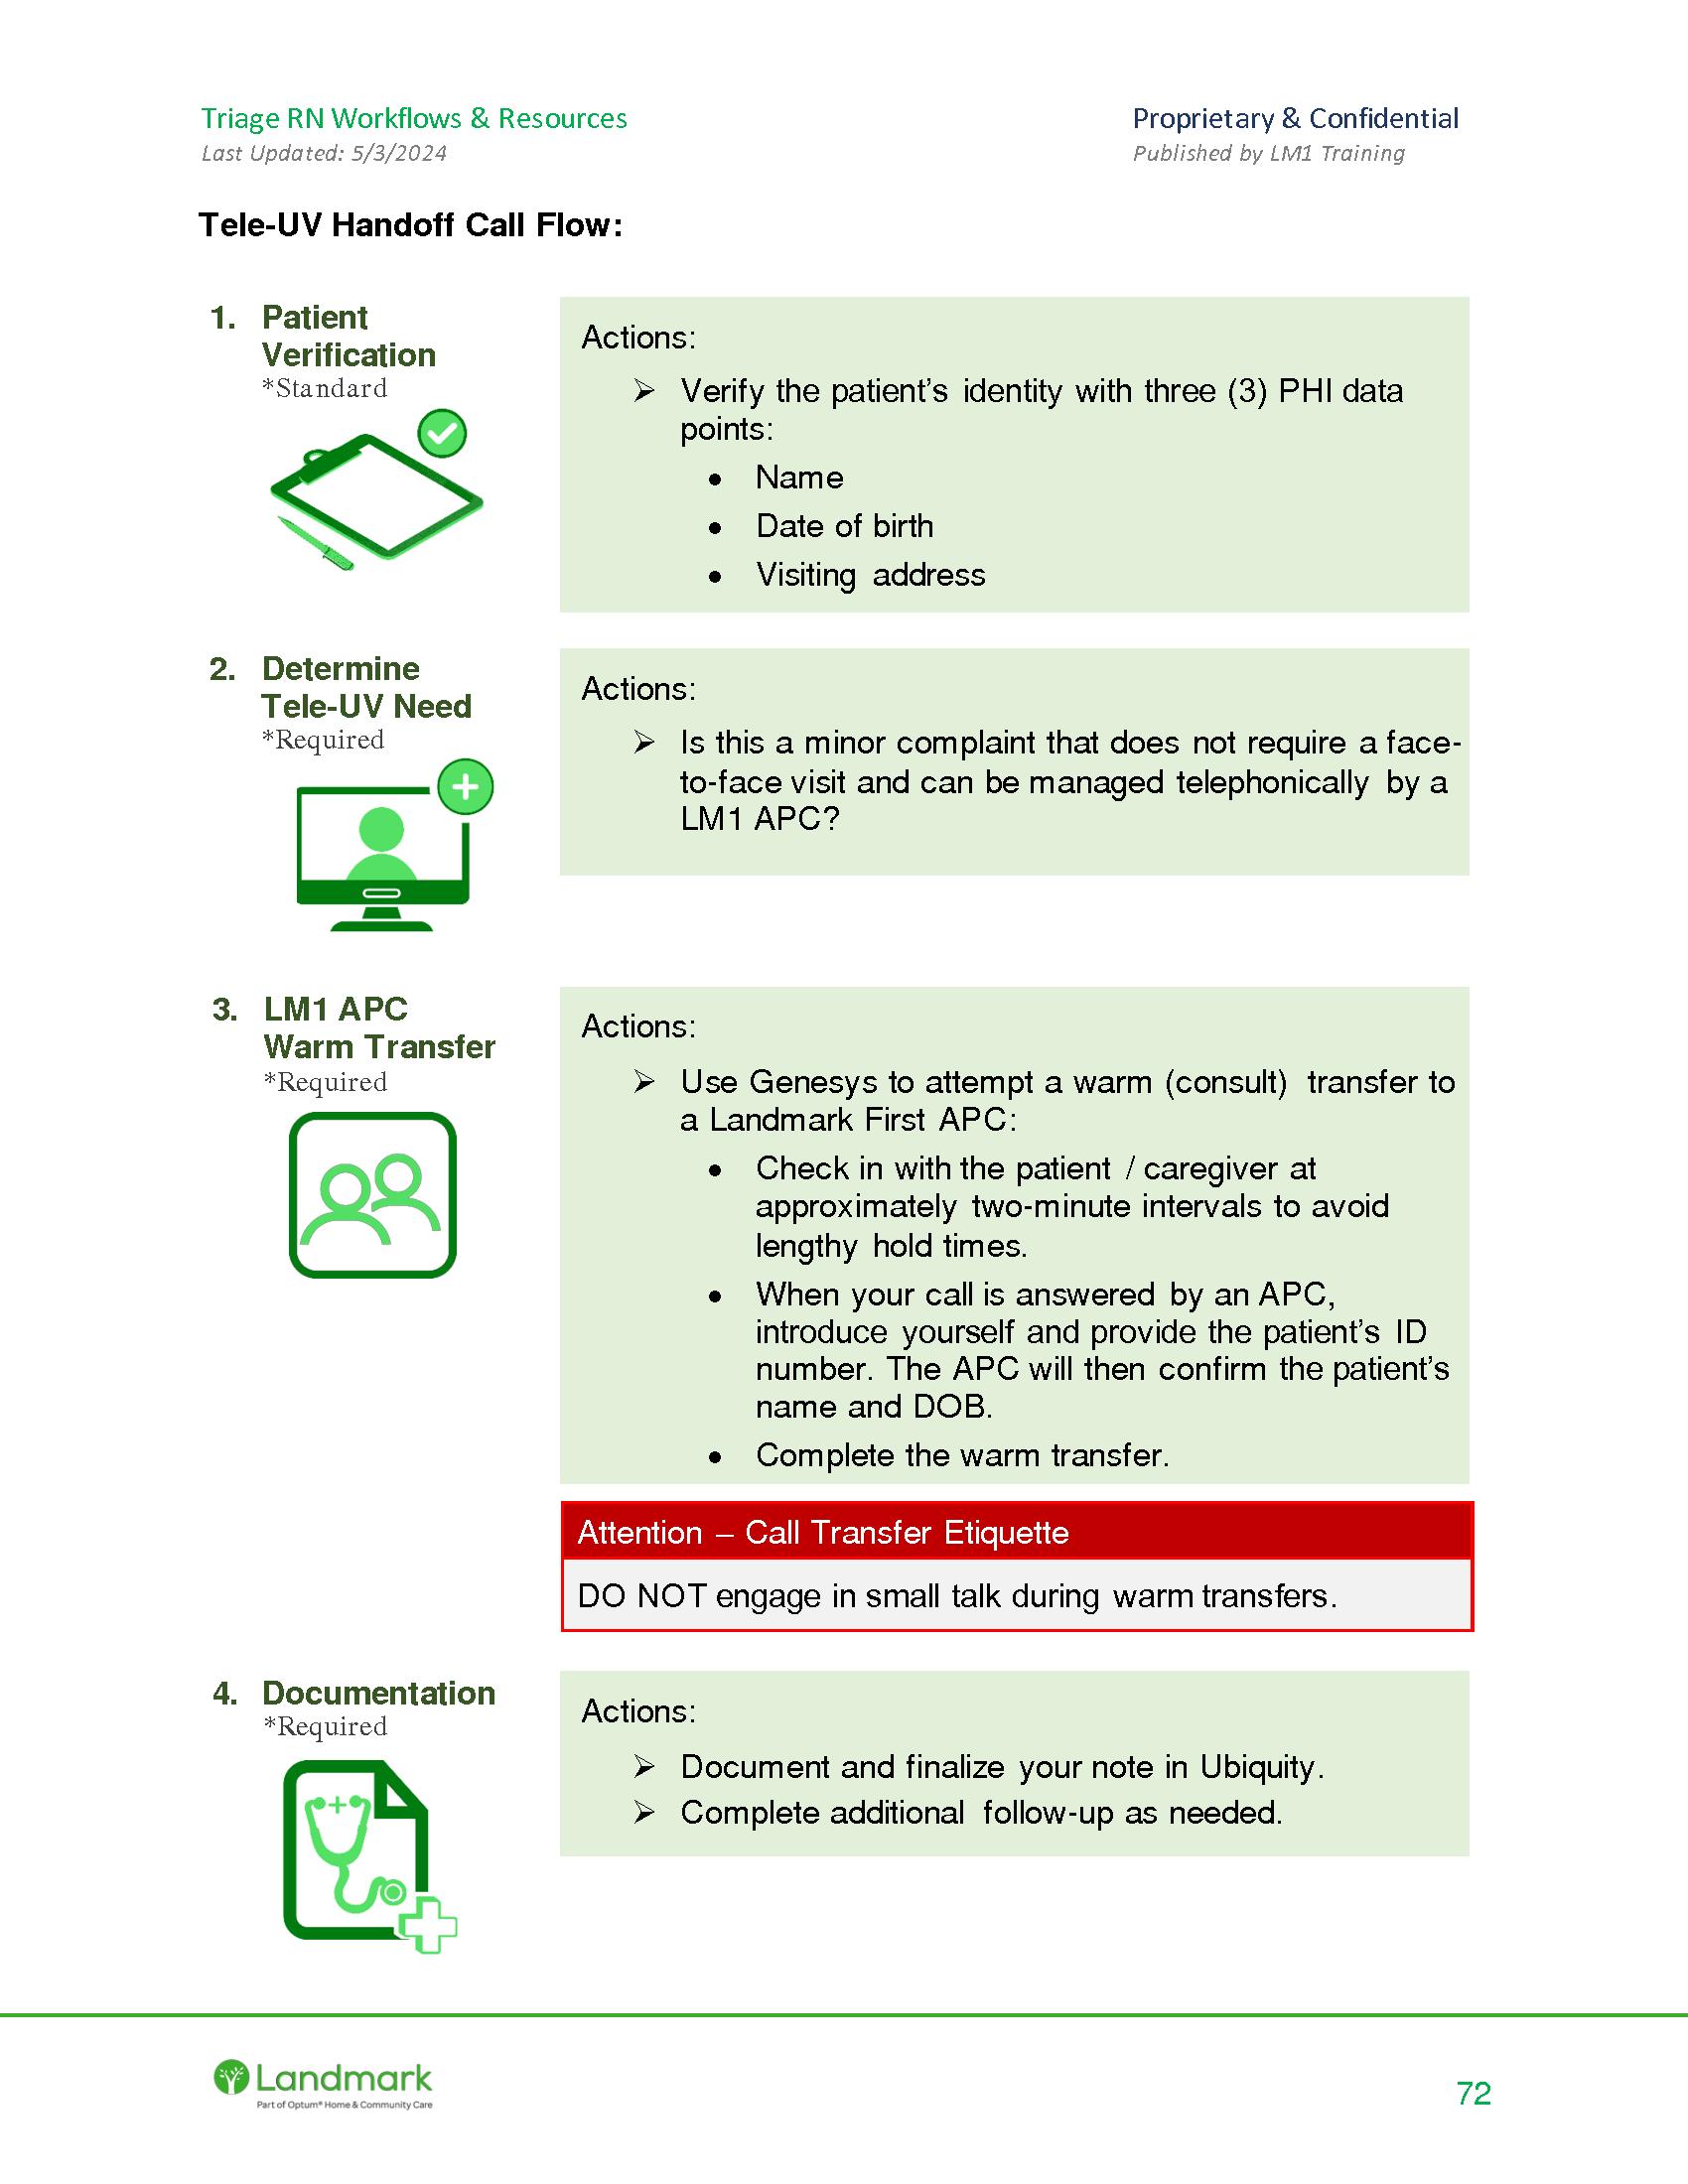 Triage RN Workflows & Resources
Proprietary & Confidential
Last Updated: 5/3/2024
Published by LM1 Training
Tele-UV Handoff Call Flow:
1. Patient
Verification
*Standard
Actions:
➢ Verify the patient’s identity with three (3) PHI data
points:
• Name
• Date of birth
• Visiting address
2. Determine
Tele-UV Need
*Required
Actions:
➢ Is this a minor complaint that does not require a face-
to-face visit and can be managed telephonically by a
LM1 APC?
3. LM1 APC
Warm Transfer
*Required
Actions:
➢ Use Genesys to attempt a warm (consult) transfer to
a Landmark First APC:
• Check in with the patient / caregiver at
approximately two-minute intervals to avoid
lengthy hold times.
• When your call is answered by an APC,
introduce yourself and provide the patient’s ID
number. The APC will then confirm the patient’s
name and DOB.
• Complete the warm transfer.
Attention – Call Transfer Etiquette
DO NOT engage in small talk during warm transfers.
4. Documentation
*Required
Actions:
➢ Document and finalize your note in Ubiquity.
➢ Complete additional follow-up as needed.
Landmark
Part of Optum® Home & Community Care
72